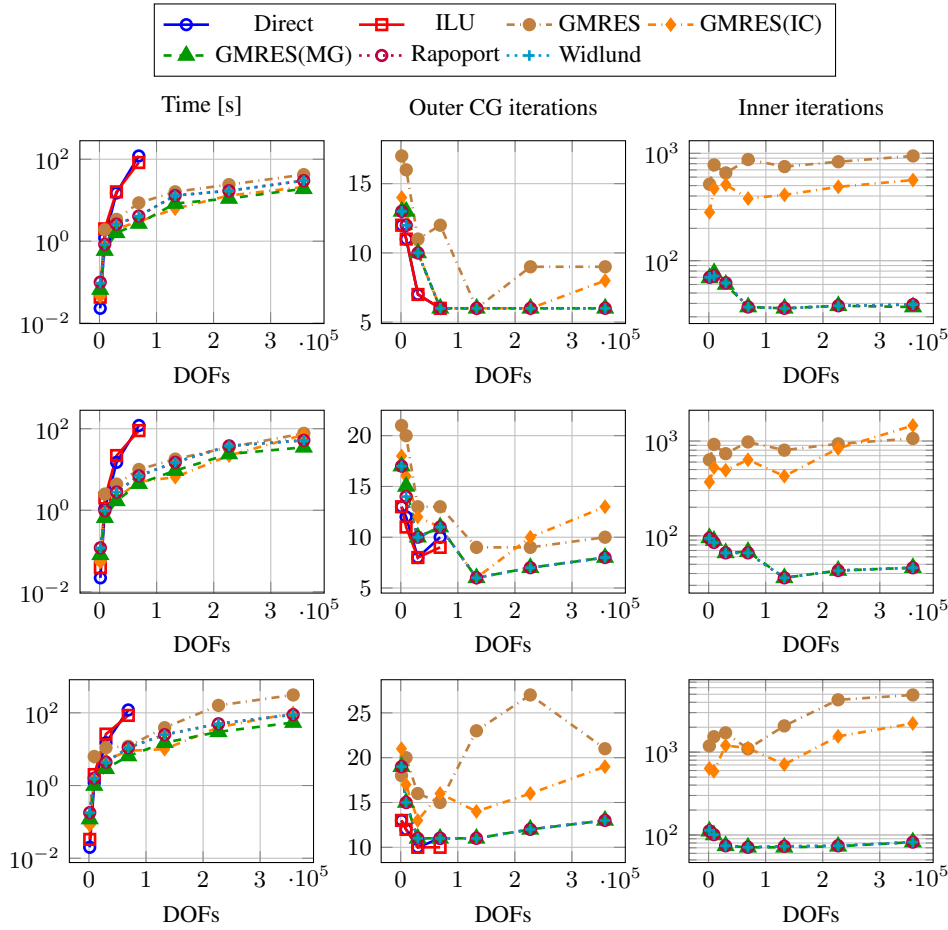 Direct ILU GMRES GMRES(IC)
GMRES(MG) Rapoport Widlund
Time [s] Outer CG iterations Inner iterations
10^2
10^0
10^−2
0 1 2 3 ·10^5
DOFs
15
10
5
0 1 2 3 ·10^5
DOFs
10^3
10^2
0 1 2 3 ·10^5
DOFs
10^2
10^0
10^−2
0 1 2 3 ·10^5
DOFs
20
15
10
5
0 1 2 3 ·10^5
DOFs
10^3
10^2
0 1 2 3 ·10^5
DOFs
10^2
10^0
10^−2
0 1 2 3 ·10^5
DOFs
25
20
15
10
0 1 2 3 ·10^5
DOFs
10^3
10^2
0 1 2 3 ·10^5
DOFs